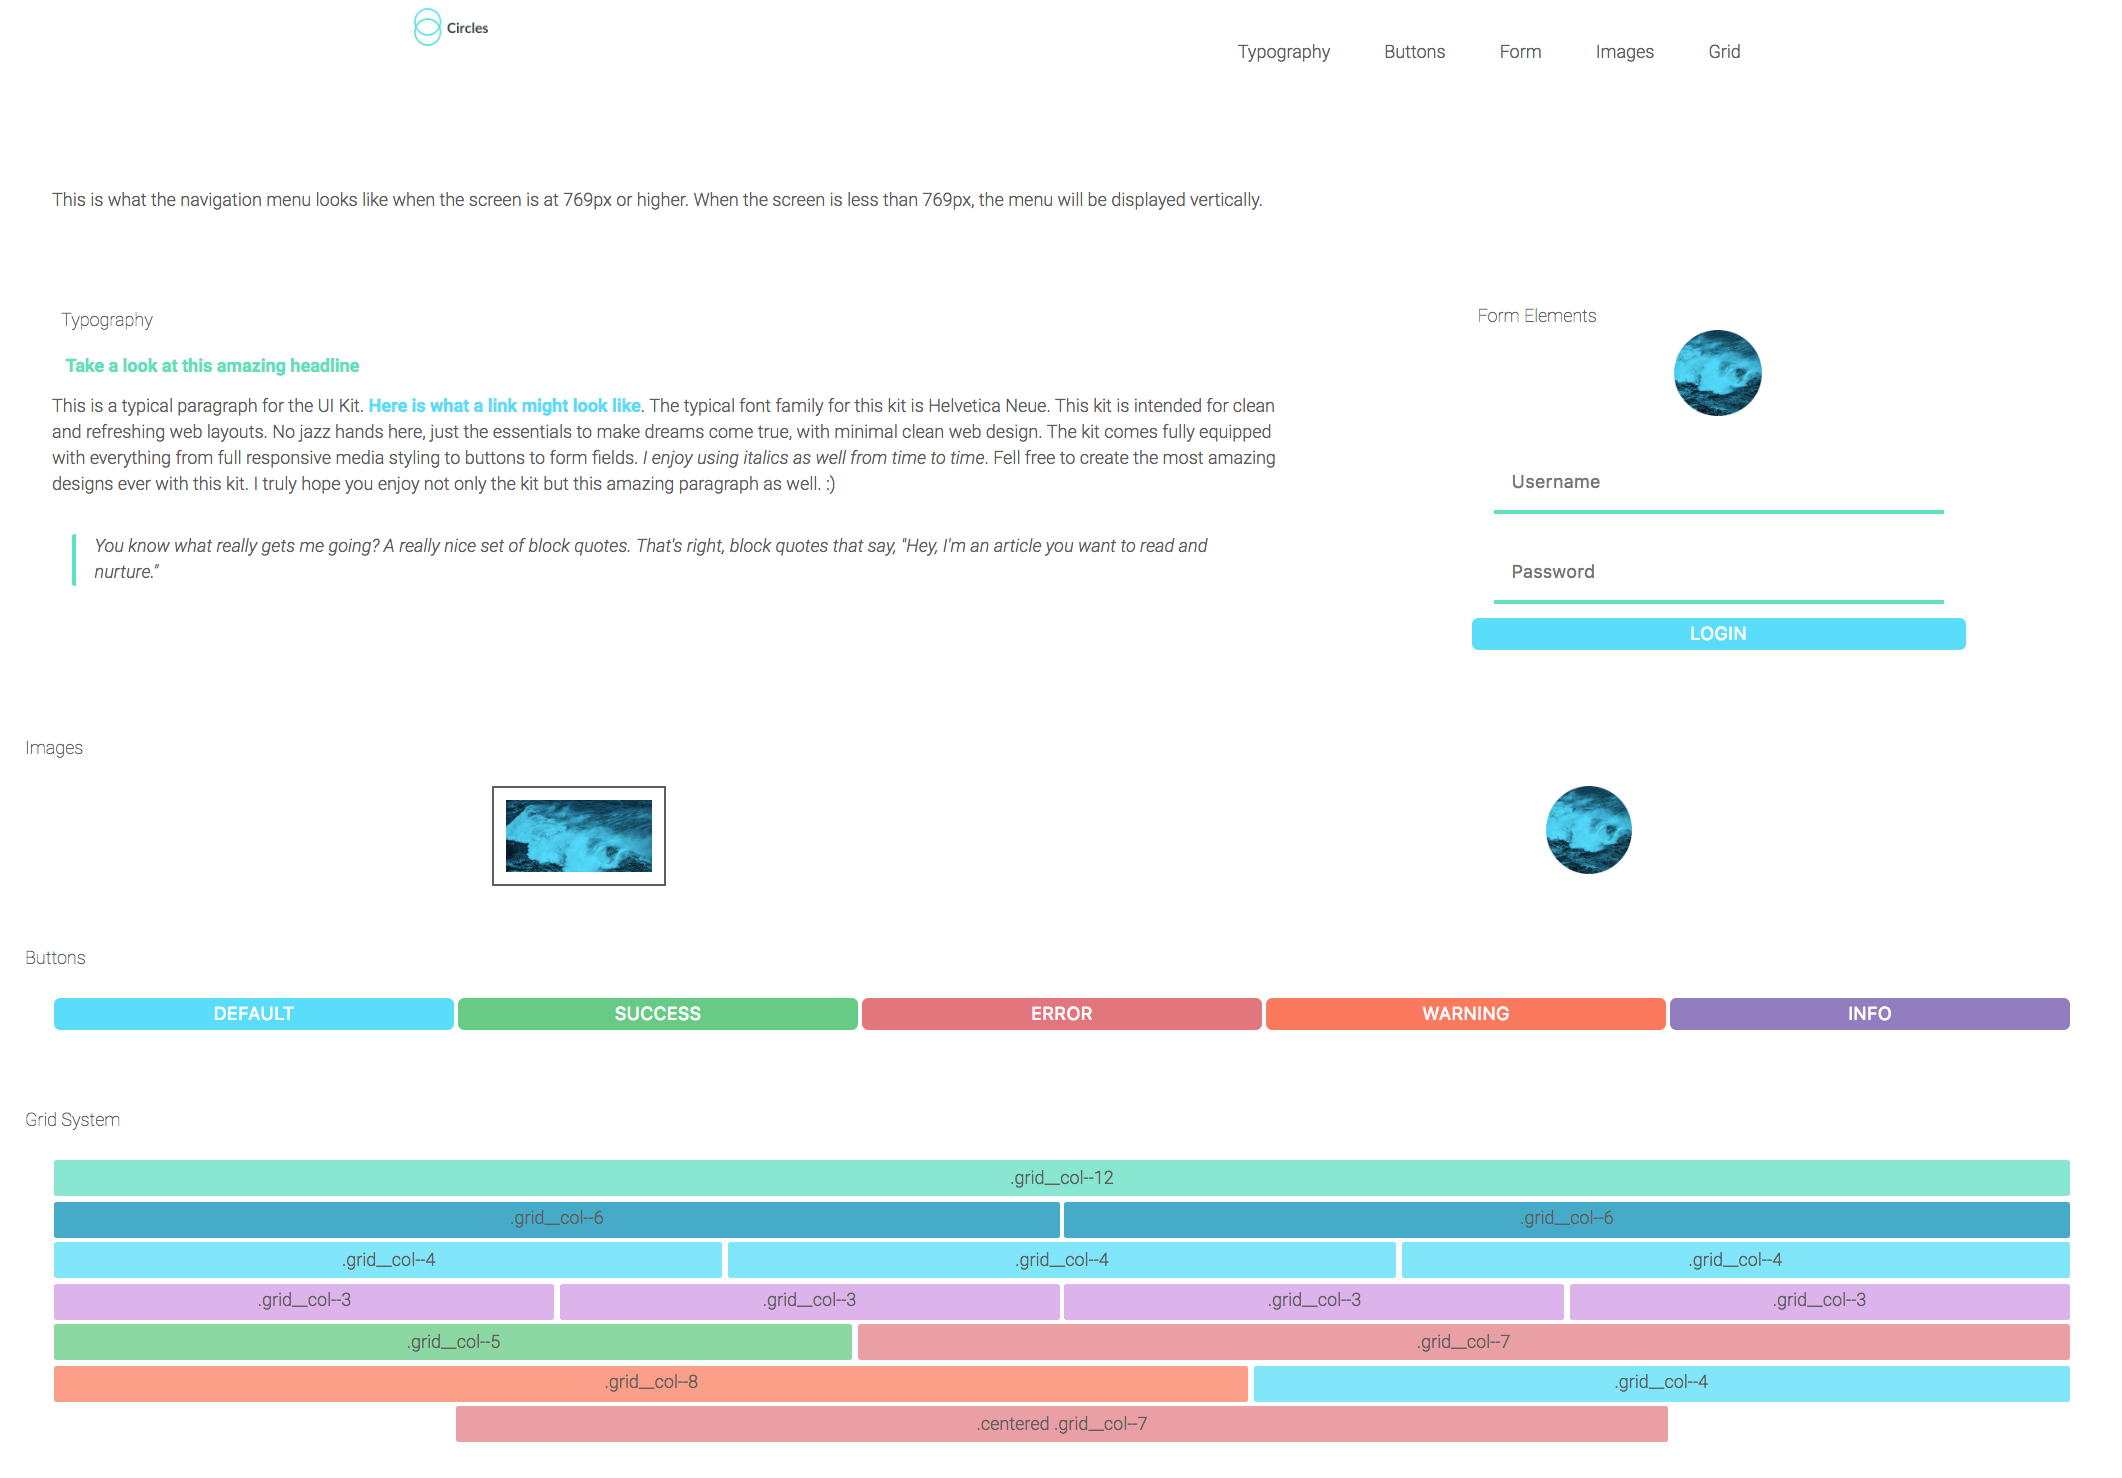 Circles
Typography Buttons Form Images Grid
This is what the navigation menu looks like when the screen is at 769px or higher. When the screen is less than 769px, the menu will be displayed vertically.
Typography
Take a look at this amazing headline
This is a typical paragraph for the UI Kit. Here is what a link might look like. The typical font family for this kit is Helvetica Neue. This kit is intended for clean
and refreshing web layouts. No jazz hands here, just the essentials to make dreams come true, with minimal clean web design. The kit comes fully equipped
with everything from full responsive media styling to buttons to form fields. I enjoy using italics as well from time to time. Fell free to create the most amazing
designs ever with this kit. I truly hope you enjoy not only the kit but this amazing paragraph as well. :)
You know what really gets me going? A really nice set of block quotes. That's right, block quotes that say, "Hey, I'm an article you want to read and
nurture."
Form Elements
Username
Password
LOGIN
Images
Buttons
DEFAULT SUCCESS ERROR WARNING INFO
Grid System
.grid__col--12
.grid__col--6 .grid__col--6
.grid__col--4 .grid__col--4 .grid__col--4
.grid__col--3 .grid__col--3 .grid__col--3 .grid__col--3
.grid__col--5 .grid__col--7
.grid__col--8 .grid__col--4
.centered .grid__col--7